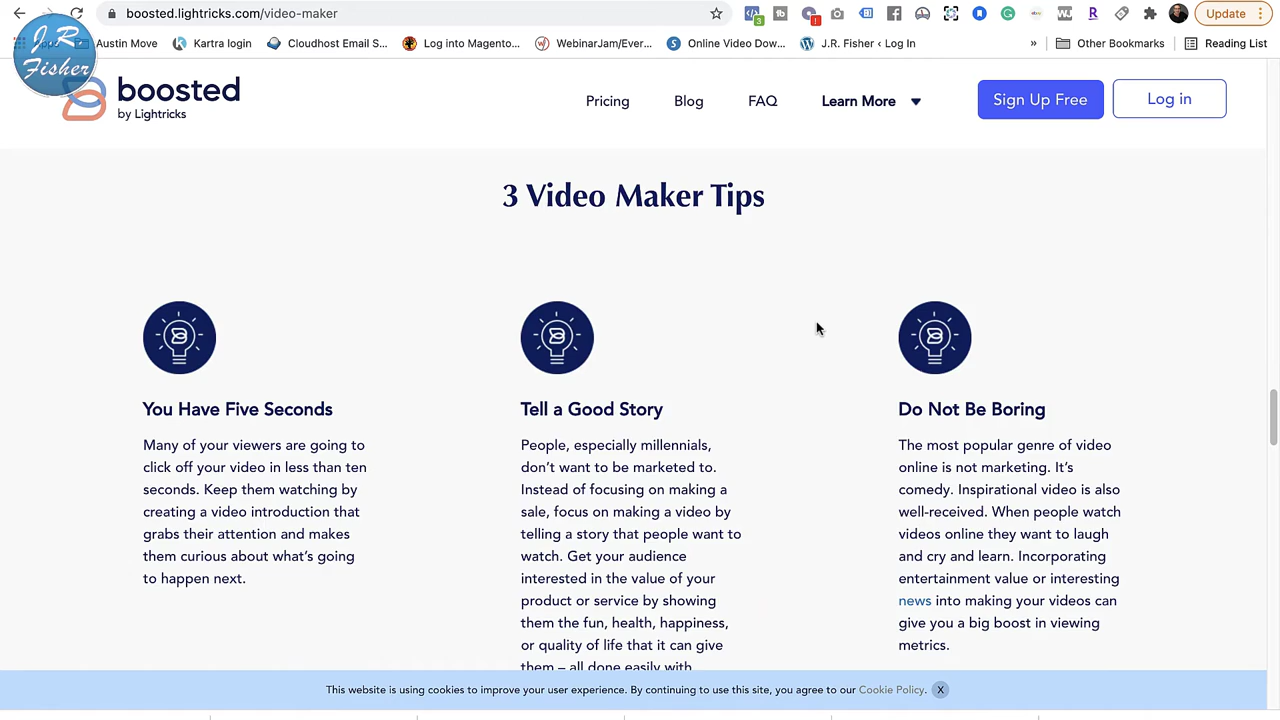 boosted.lightricks.com/video-maker
Update
Apps
Austin Move
Kartra login
Cloudhost Email S...
Log into Magento...
WebinarJam/Ever...
Online Video Dow...
J.R. Fisher ‹ Log In
»
Other Bookmarks
Reading List
J.R.
Fisher
boosted
by Lightricks
Pricing
Blog
FAQ
Learn More
Sign Up Free
Log in
3 Video Maker Tips
You Have Five Seconds
Many of your viewers are going to
click off your video in less than ten
seconds. Keep them watching by
creating a video introduction that
grabs their attention and makes
them curious about what’s going
to happen next.
Tell a Good Story
People, especially millennials,
don’t want to be marketed to.
Instead of focusing on making a
sale, focus on making a video by
telling a story that people want to
watch. Get your audience
interested in the value of your
product or service by showing
them the fun, health, happiness,
or quality of life that it can give
them – all done easily with
Do Not Be Boring
The most popular genre of video
online is not marketing. It’s
comedy. Inspirational video is also
well-received. When people watch
videos online they want to laugh
and cry and learn. Incorporating
entertainment value or interesting
news into making your videos can
give you a big boost in viewing
metrics.
This website is using cookies to improve your user experience. By continuing to use this site, you agree to our Cookie Policy. X